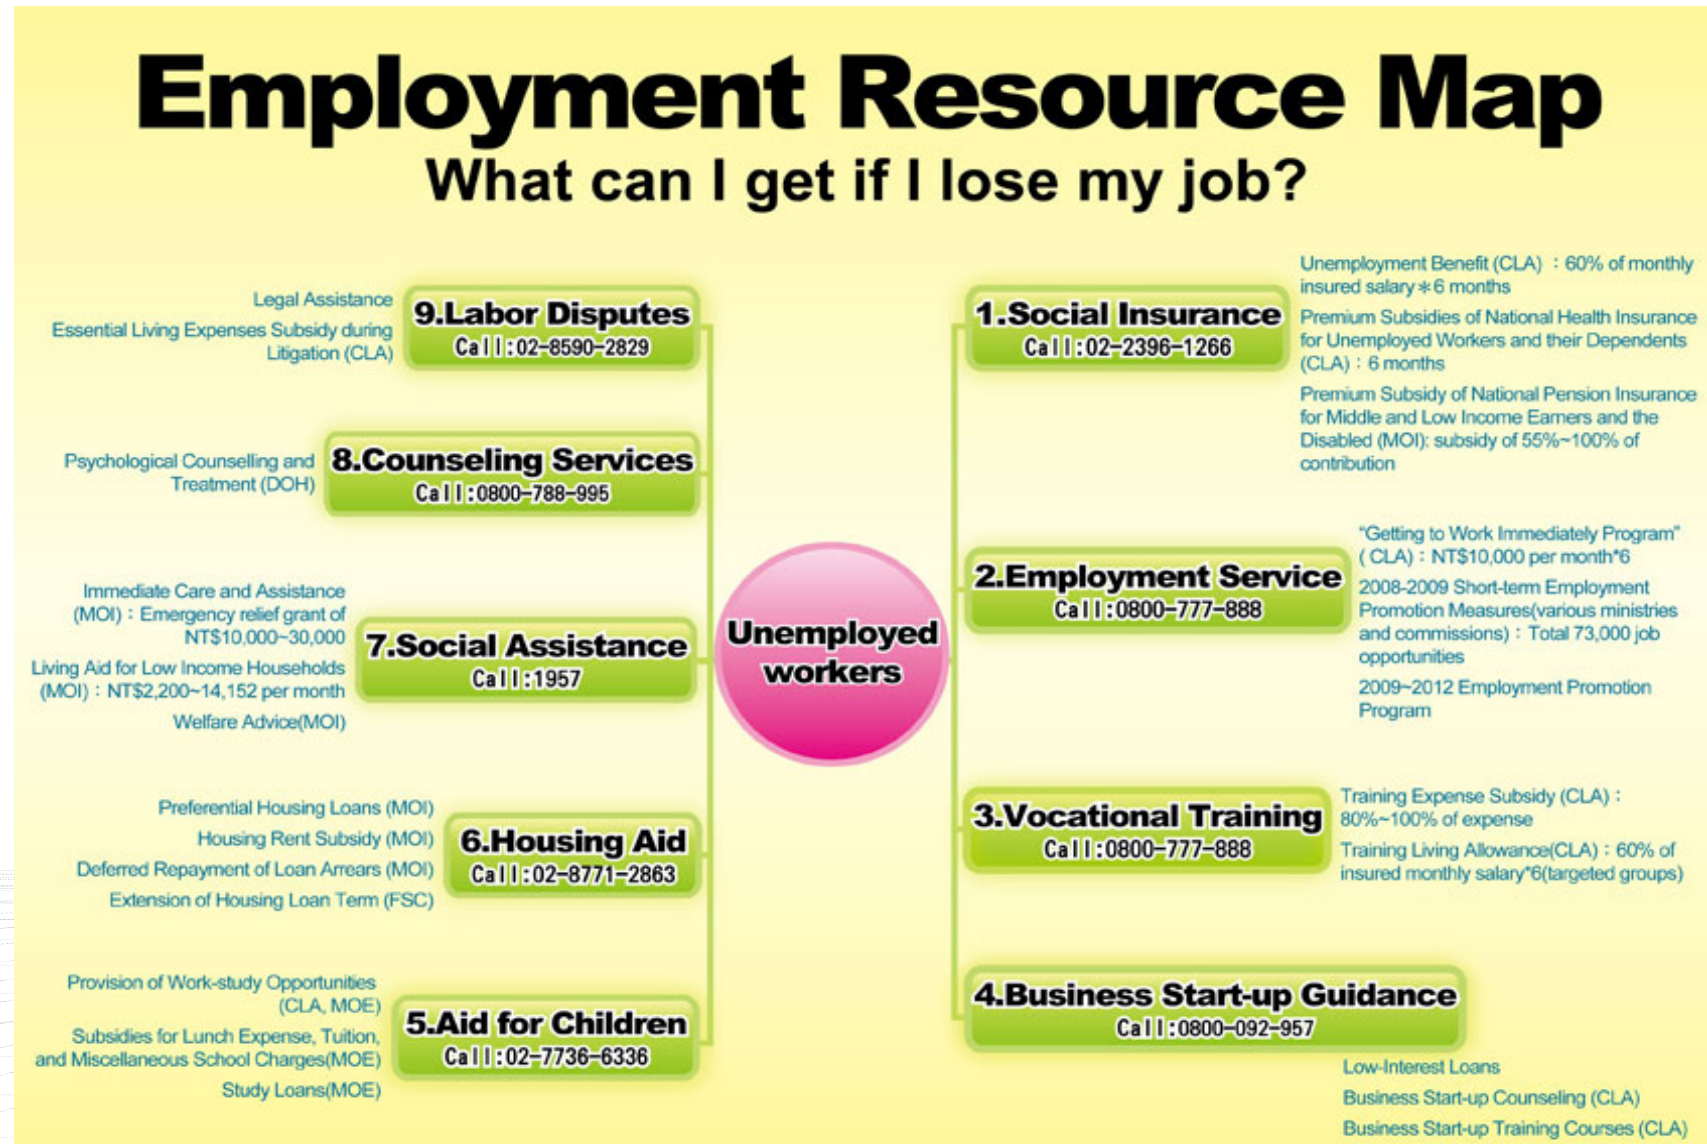 Employment Resource Map
What can I get if I lose my job?
Unemployed
workers
1.Social Insurance
Call:02-2396-1266
Unemployment Benefit (CLA) : 60% of monthly
insured salary＊6 months
Premium Subsidies of National Health Insurance
for Unemployed Workers and their Dependents
(CLA) : 6 months
Premium Subsidy of National Pension Insurance
for Middle and Low Income Earners and the
Disabled (MOI): subsidy of 55%~100% of
contribution
2.Employment Service
Call:0800-777-888
“Getting to Work Immediately Program”
( CLA) : NT$10,000 per month*6
2008-2009 Short-term Employment
Promotion Measures(various ministries
and commissions) : Total 73,000 job
opportunities
2009~2012 Employment Promotion
Program
3.Vocational Training
Call:0800-777-888
Training Expense Subsidy (CLA) :
80%~100% of expense
Training Living Allowance(CLA) : 60% of
insured monthly salary*6(targeted groups)
4.Business Start-up Guidance
Call:0800-092-957
Low-Interest Loans
Business Start-up Counseling (CLA)
Business Start-up Training Courses (CLA)
5.Aid for Children
Call:02-7736-6336
Provision of Work-study Opportunities
(CLA, MOE)
Subsidies for Lunch Expense, Tuition,
and Miscellaneous School Charges(MOE)
Study Loans(MOE)
6.Housing Aid
Call:02-8771-2863
Preferential Housing Loans (MOI)
Housing Rent Subsidy (MOI)
Deferred Repayment of Loan Arrears (MOI)
Extension of Housing Loan Term (FSC)
7.Social Assistance
Call:1957
Immediate Care and Assistance
(MOI) : Emergency relief grant of
NT$10,000~30,000
Living Aid for Low Income Households
(MOI) : NT$2,200~14,152 per month
Welfare Advice(MOI)
8.Counseling Services
Call:0800-788-995
Psychological Counselling and
Treatment (DOH)
9.Labor Disputes
Call:02-8590-2829
Legal Assistance
Essential Living Expenses Subsidy during
Litigation (CLA)